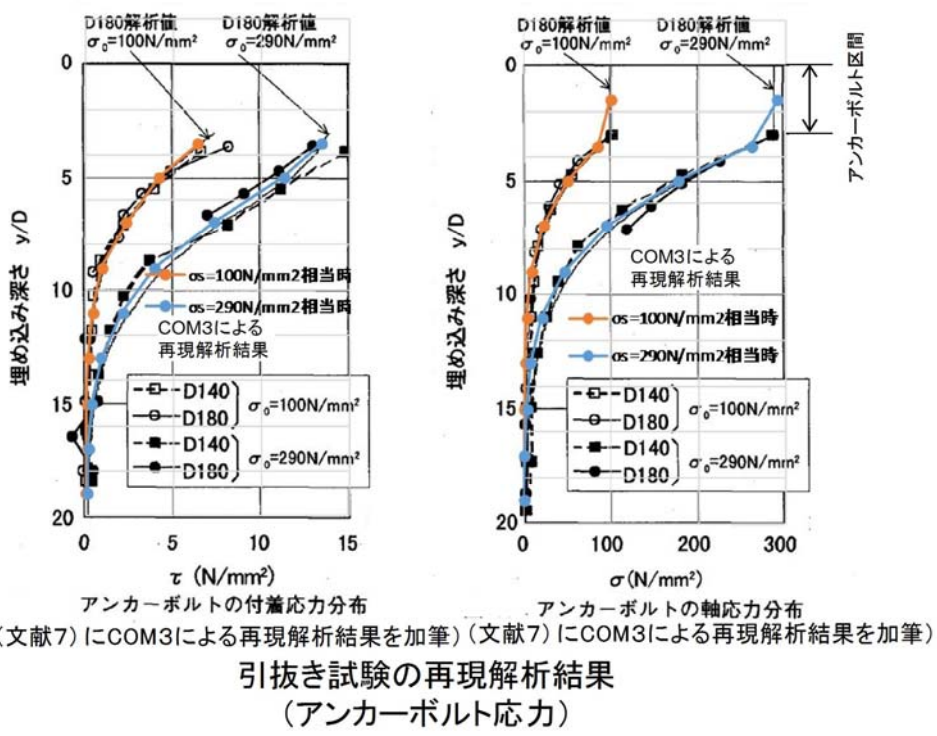 D180解析値
σ₀=100N/mm²
D180解析値
σ₀=290N/mm²
0
5
10
15
20
埋め込み深さ y/D
σs=100N/mm2相当時
σs=290N/mm2相当時
COM3による
再現解析結果
D140
D180
σ₀=100N/mm²
D140
D180
σ₀=290N/mm²
0
5
10
15
τ (N/mm²)
アンカーボルトの付着応力分布
(文献7)にCOM3による再現解析結果を加筆)
D180解析値
σ₀=100N/mm²
D180解析値
σ₀=290N/mm²
アンカーボルト区間
0
5
10
15
20
埋め込み深さ y/D
COM3による
再現解析結果
σs=100N/mm2相当時
σs=290N/mm2相当時
D140
D180
σ₀=100N/mm²
D140
D180
σ₀=290N/mm²
0
100
200
300
σ(N/mm²)
アンカーボルトの軸応力分布
(文献7)にCOM3による再現解析結果を加筆)
引抜き試験の再現解析結果
(アンカーボルト応力)